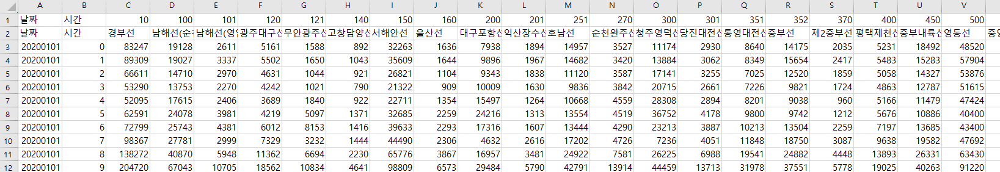 A B C D E F G H I J K L M N O P Q R S T U V
1 날짜 시간 10 100 101 120 121 140 150 160 200 201 251 270 300 301 351 352 370 400 450 500
2 날짜 시간 경부선 남해선(순천 남해선(영암 광주대구선 무안광주선 고창담양선 서해안선 울산선 대구포항선 익산장수선 호남선 순천완주선 청주영덕선 당진대전선 통영대전선 중부선 제2중부선 평택제천선 중부내륙선 영동선 중앙
3 20200101 0 83247 19128 2611 5161 1588 892 32263 1636 7938 1894 14957 3527 11174 2930 8640 14175 2035 5231 18492 48520
4 20200101 1 89309 19027 3337 5502 1650 1043 35609 1644 9896 1967 14682 3420 13884 3062 8349 15654 2417 5483 15283 57904
5 20200101 2 66611 14710 2970 4631 1044 921 26821 1104 9343 1838 11120 3587 17141 3255 7025 12520 1859 5058 14327 53876
6 20200101 3 53290 13753 2270 4242 1021 790 21322 909 10009 1630 9836 3842 20715 2661 7226 9821 1724 4863 12787 51615
7 20200101 4 52095 17615 2406 3689 1840 922 22711 1354 15497 1264 10668 4559 28308 2894 8201 9038 960 5166 11479 47424
8 20200101 5 62591 24078 3981 4219 5097 1371 32685 2259 24216 1313 13554 4519 36752 4178 9800 9742 1212 5676 10886 40400
9 20200101 6 72799 25743 4381 6012 8153 1416 39633 2293 17316 1607 13444 4290 23213 3887 10213 13504 2259 7197 13685 43400
10 20200101 7 98367 27781 2999 7329 3232 1444 44490 2306 4632 2616 17202 4726 7236 4051 11848 18750 3087 9638 19582 47692
11 20200101 8 138272 40870 5948 11362 6694 2230 65776 3867 16957 3481 24922 7581 26225 6988 19541 24882 4448 13893 26331 63430
12 20200101 9 204720 67043 10705 18562 10834 4641 98809 6573 29484 5790 42791 13914 44459 13713 31978 37551 5778 19025 40263 91220